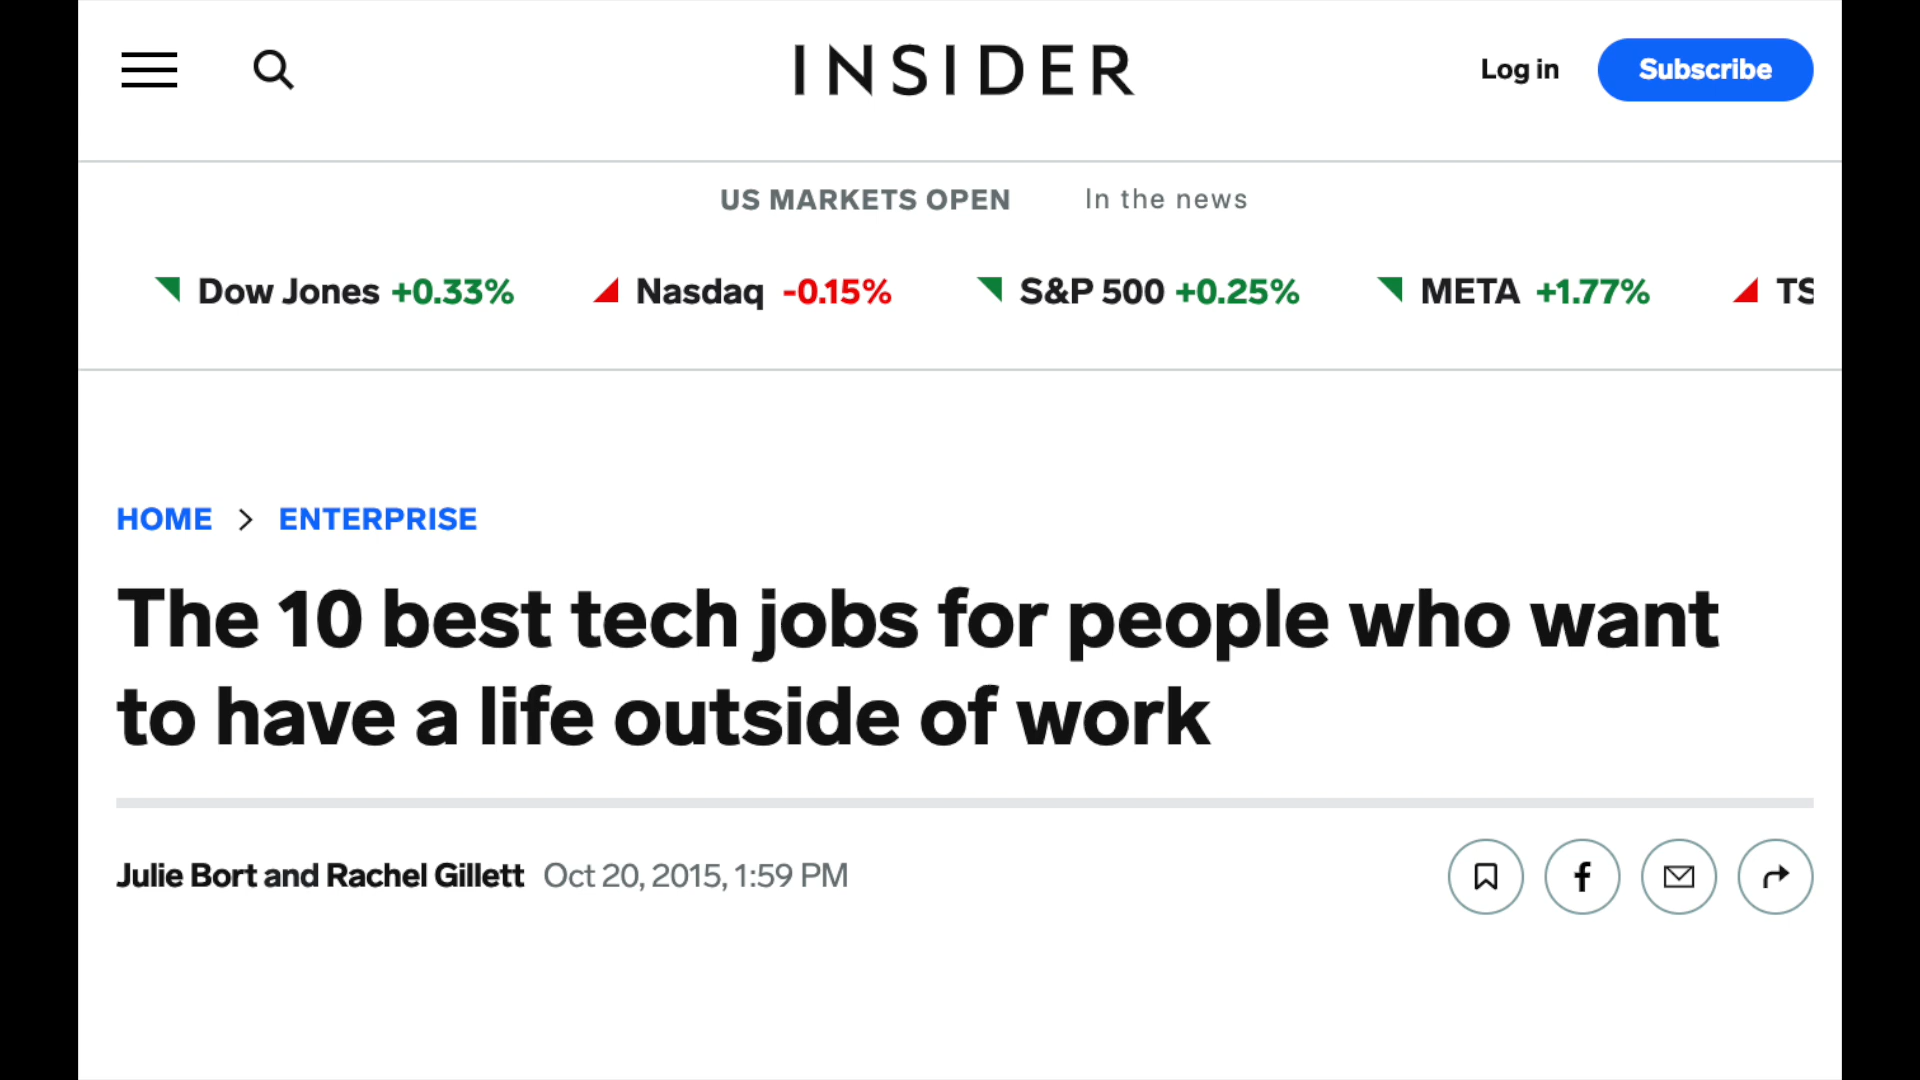 INSIDER
Log in
Subscribe
US MARKETS OPEN
In the news
Dow Jones +0.33%
Nasdaq -0.15%
S&P 500 +0.25%
META +1.77%
TS
HOME > ENTERPRISE
The 10 best tech jobs for people who want
to have a life outside of work
Julie Bort and Rachel Gillett Oct 20, 2015, 1:59 PM